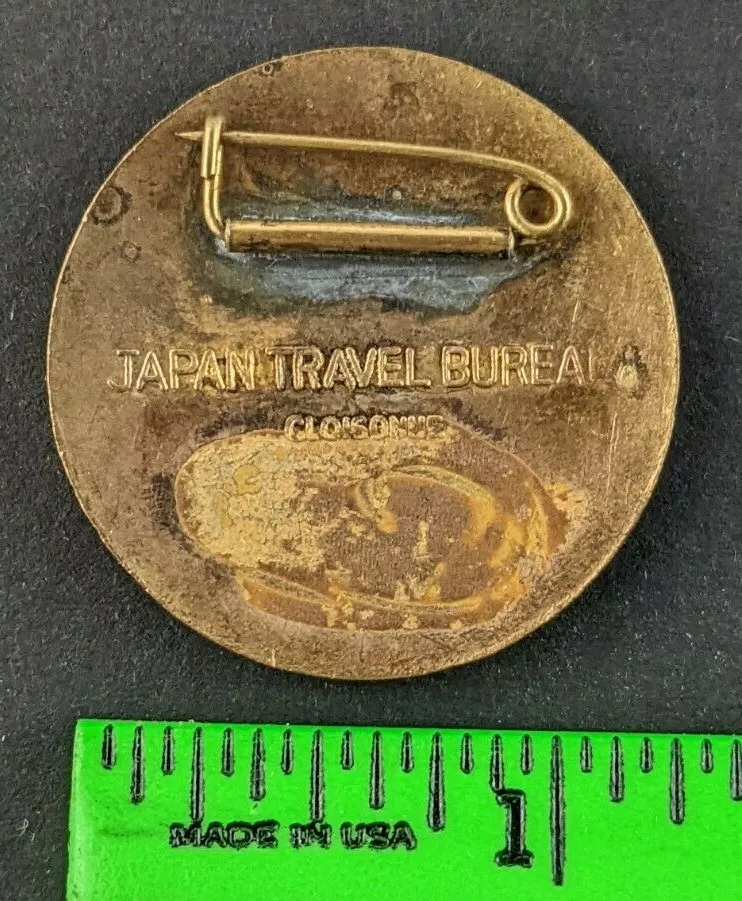 JAPAN TRAVEL BUREAU
CLOISONNE
MADE IN USA
1